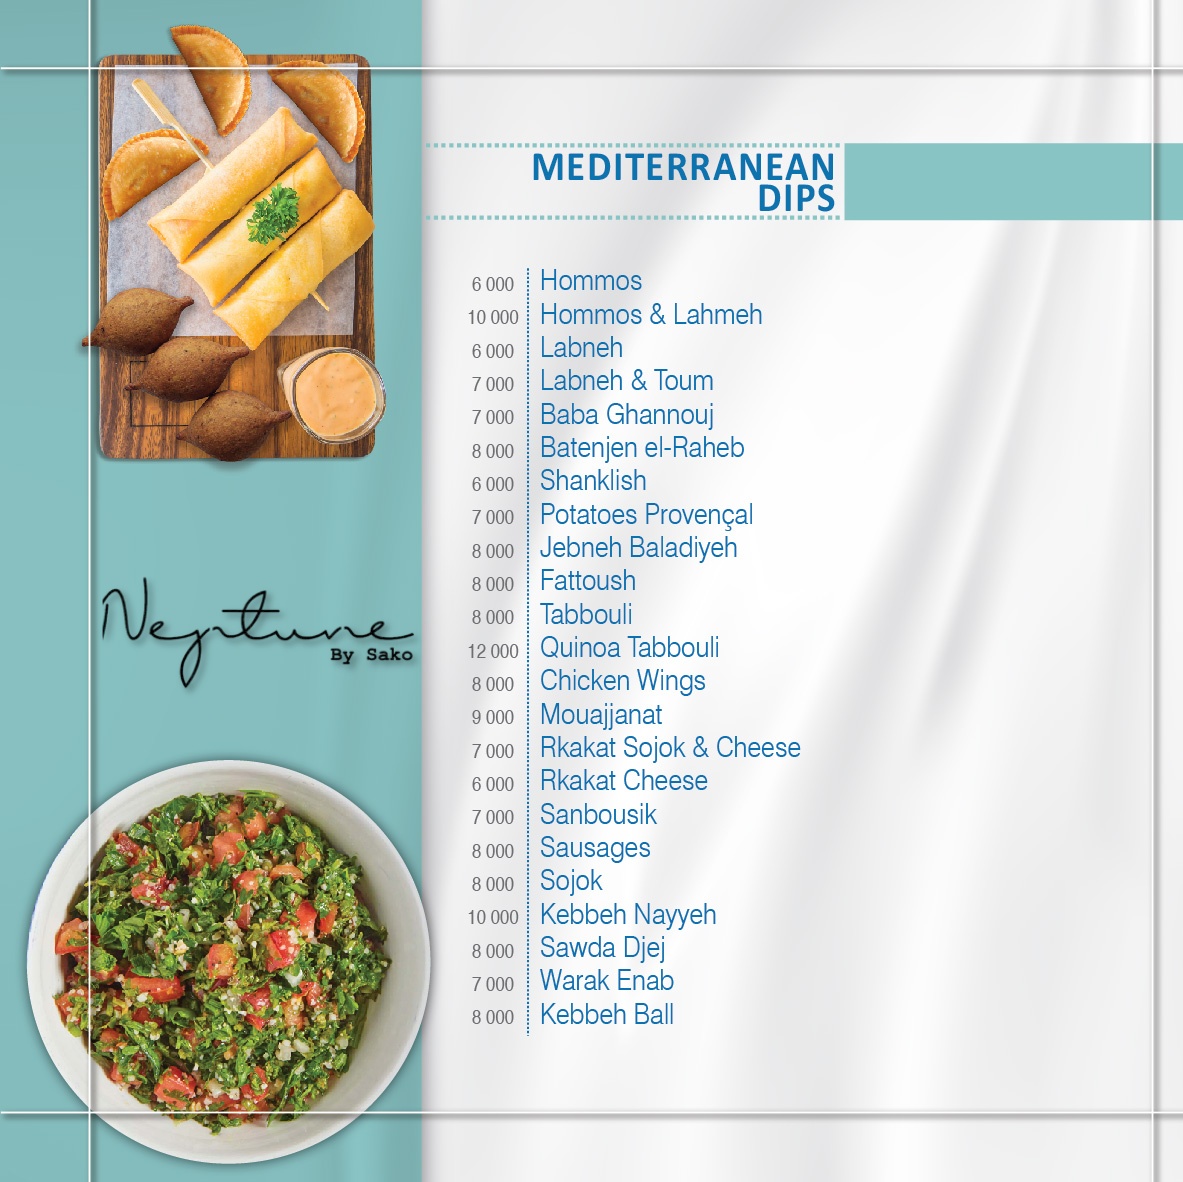 MEDITERRANEAN
DIPS
6 000 Hommos
10 000 Hommos & Lahmeh
6 000 Labneh
7 000 Labneh & Toum
7 000 Baba Ghannouj
8 000 Batenjen el-Raheb
6 000 Shanklish
7 000 Potatoes Provençal
8 000 Jebneh Baladiyeh
8 000 Fattoush
8 000 Tabbouli
12 000 Quinoa Tabbouli
8 000 Chicken Wings
9 000 Mouajjanat
7 000 Rkakat Sojok & Cheese
6 000 Rkakat Cheese
7 000 Sanbousik
8 000 Sausages
8 000 Sojok
10 000 Kebbeh Nayyeh
8 000 Sawda Djej
7 000 Warak Enab
8 000 Kebbeh Ball
Neptune
By Sako